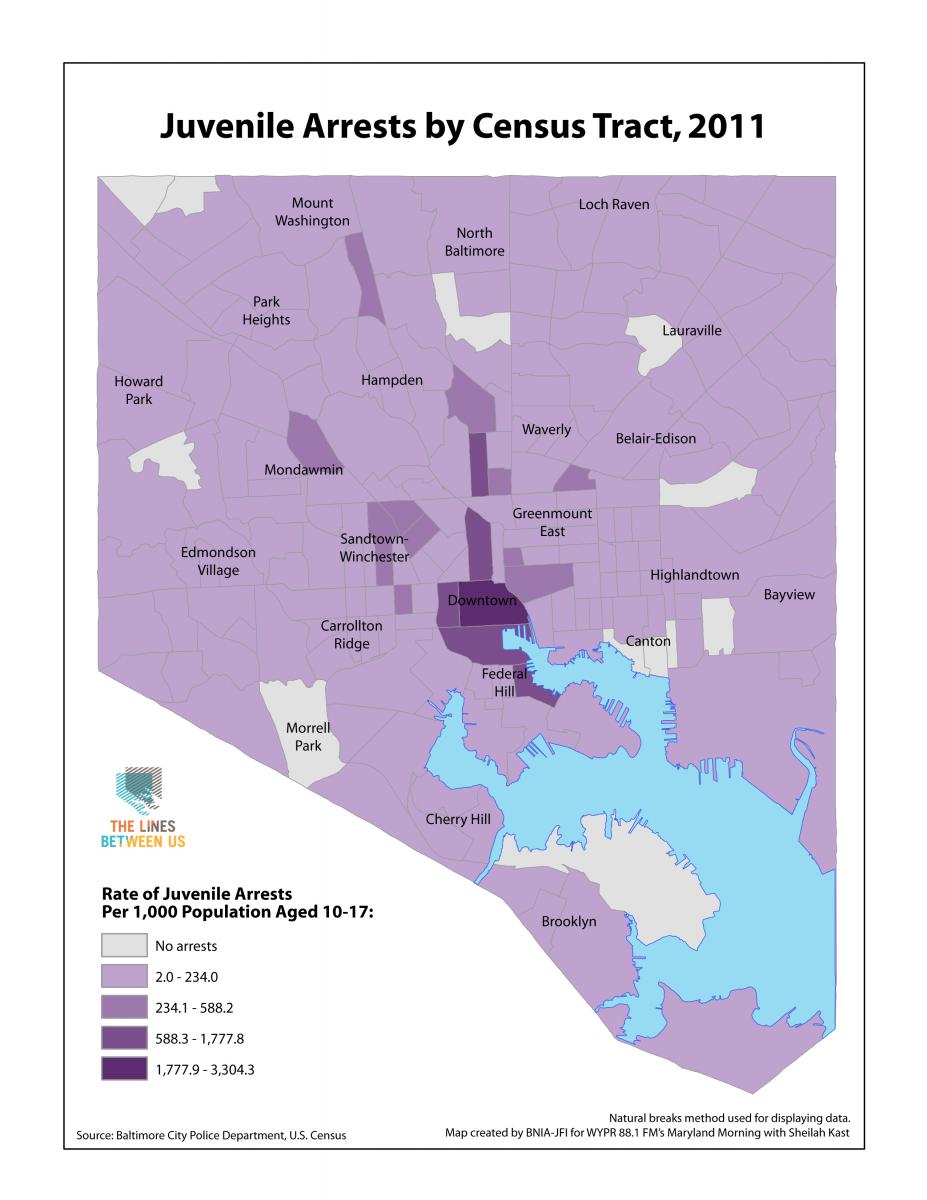 Juvenile Arrests by Census Tract, 2011
Mount
Washington
Loch Raven
North
Baltimore
Park
Heights
Lauraville
Howard
Park
Hampden
Waverly
Belair-Edison
Mondawmin
Greenmount
East
Sandtown-
Winchester
Edmondson
Village
Highlandtown
Bayview
Downtown
Carrollton
Ridge
Canton
Federal
Hill
Morrell
Park
THE LINES
BETWEEN US
Cherry Hill
Brooklyn
Rate of Juvenile Arrests
Per 1,000 Population Aged 10-17:
No arrests
2.0 - 234.0
234.1 - 588.2
588.3 - 1,777.8
1,777.9 - 3,304.3
Natural breaks method used for displaying data.
Source: Baltimore City Police Department, U.S. Census
Map created by BNIA-JFI for WYPR 88.1 FM's Maryland Morning with Sheilah Kast